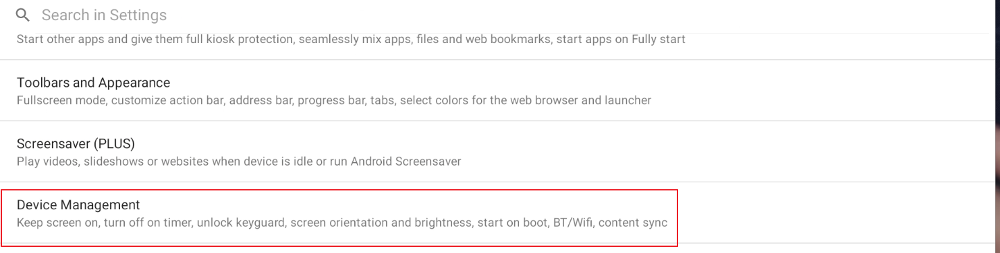 Search in Settings
Start other apps and give them full kiosk protection, seamlessly mix apps, files and web bookmarks, start apps on Fully start
Toolbars and Appearance
Fullscreen mode, customize action bar, address bar, progress bar, tabs, select colors for the web browser and launcher
Screensaver (PLUS)
Play videos, slideshows or websites when device is idle or run Android Screensaver
Device Management
Keep screen on, turn off on timer, unlock keyguard, screen orientation and brightness, start on boot, BT/Wifi, content sync